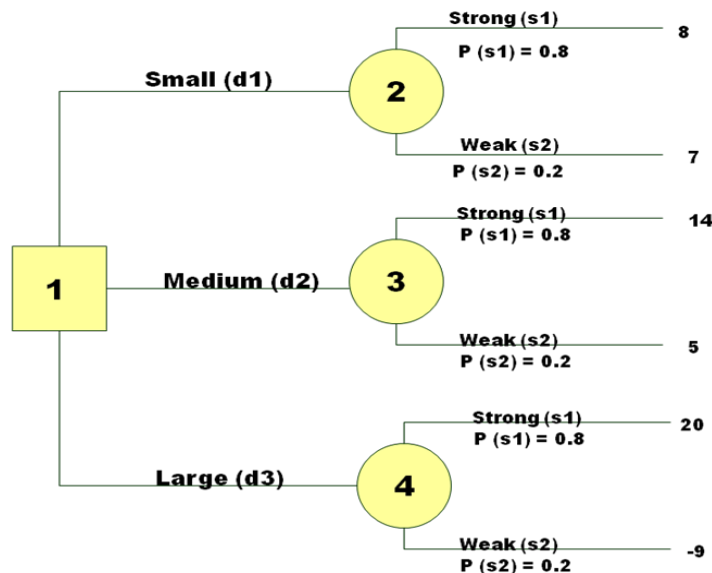 Strong (s1)
8
P (s1) = 0.8
Small (d1)
2
Weak (s2)
7
P (s2) = 0.2
Strong (s1)
14
P (s1) = 0.8
1
Medium (d2)
3
Weak (s2)
5
P (s2) = 0.2
Strong (s1)
20
P (s1) = 0.8
Large (d3)
4
Weak (s2)
-9
P (s2) = 0.2